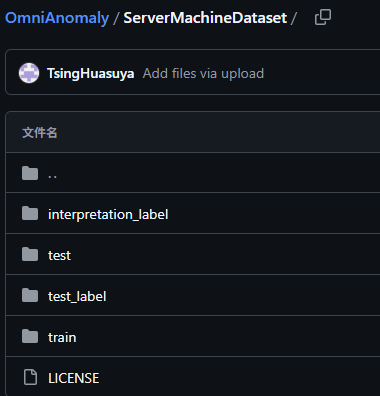 OmniAnomaly / ServerMachineDataset /
TsingHuasuya Add files via upload
文件名
..
interpretation_label
test
test_label
train
LICENSE